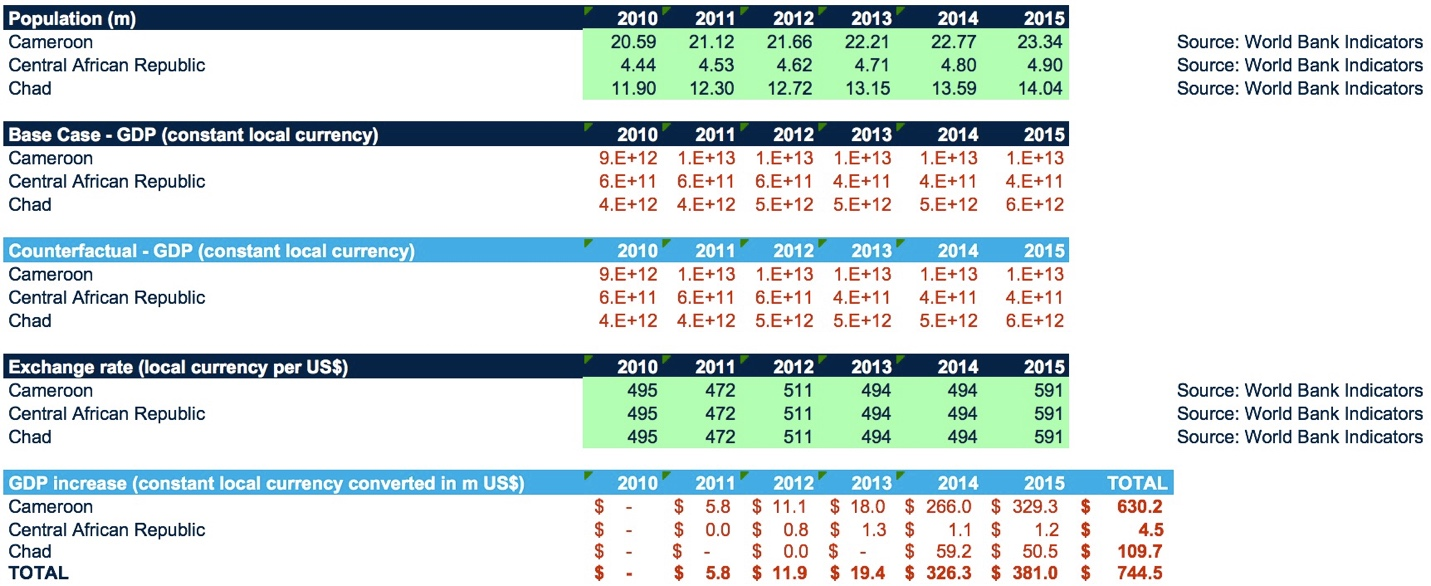 Population (m) 2010 2011 2012 2013 2014 2015
Cameroon 20.59 21.12 21.66 22.21 22.77 23.34 Source: World Bank Indicators
Central African Republic 4.44 4.53 4.62 4.71 4.80 4.90 Source: World Bank Indicators
Chad 11.90 12.30 12.72 13.15 13.59 14.04 Source: World Bank Indicators
Base Case - GDP (constant local currency) 2010 2011 2012 2013 2014 2015
Cameroon 9.E+12 1.E+13 1.E+13 1.E+13 1.E+13 1.E+13
Central African Republic 6.E+11 6.E+11 6.E+11 4.E+11 4.E+11 4.E+11
Chad 4.E+12 4.E+12 5.E+12 5.E+12 5.E+12 6.E+12
Counterfactual - GDP (constant local currency) 2010 2011 2012 2013 2014 2015
Cameroon 9.E+12 1.E+13 1.E+13 1.E+13 1.E+13 1.E+13
Central African Republic 6.E+11 6.E+11 6.E+11 4.E+11 4.E+11 4.E+11
Chad 4.E+12 4.E+12 5.E+12 5.E+12 5.E+12 6.E+12
Exchange rate (local currency per US$) 2010 2011 2012 2013 2014 2015
Cameroon 495 472 511 494 494 591 Source: World Bank Indicators
Central African Republic 495 472 511 494 494 591 Source: World Bank Indicators
Chad 495 472 511 494 494 591 Source: World Bank Indicators
GDP increase (constant local currency converted in m US$) 2010 2011 2012 2013 2014 2015 TOTAL
Cameroon $ - $ 5.8 $ 11.1 $ 18.0 $ 266.0 $ 329.3 $ 630.2
Central African Republic $ - $ 0.0 $ 0.8 $ 1.3 $ 1.1 $ 1.2 $ 4.5
Chad $ - $ - $ 0.0 $ - $ 59.2 $ 50.5 $ 109.7
TOTAL $ - $ 5.8 $ 11.9 $ 19.4 $ 326.3 $ 381.0 $ 744.5